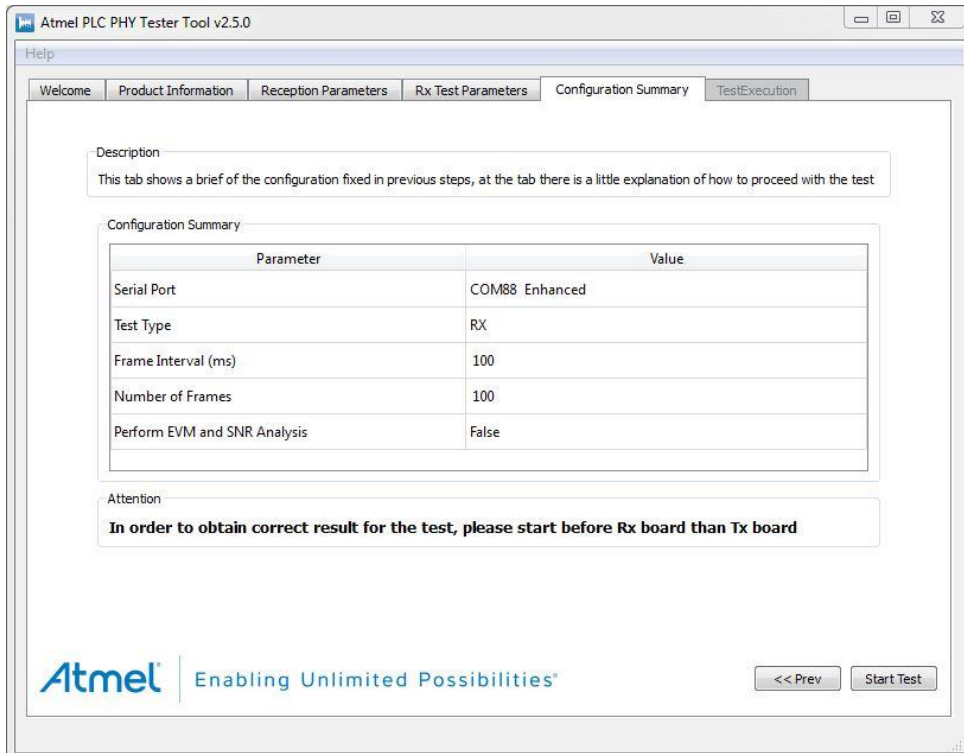 Atmel PLC PHY Tester Tool v2.5.0
Help
Welcome Product Information Reception Parameters Rx Test Parameters Configuration Summary TestExecution
Description
This tab shows a brief of the configuration fixed in previous steps, at the tab there is a little explanation of how to proceed with the test
Configuration Summary
Parameter Value
Serial Port COM88 Enhanced
Test Type RX
Frame Interval (ms) 100
Number of Frames 100
Perform EVM and SNR Analysis False
Attention
In order to obtain correct result for the test, please start before Rx board than Tx board
Atmel Enabling Unlimited Possibilities®
<< Prev Start Test